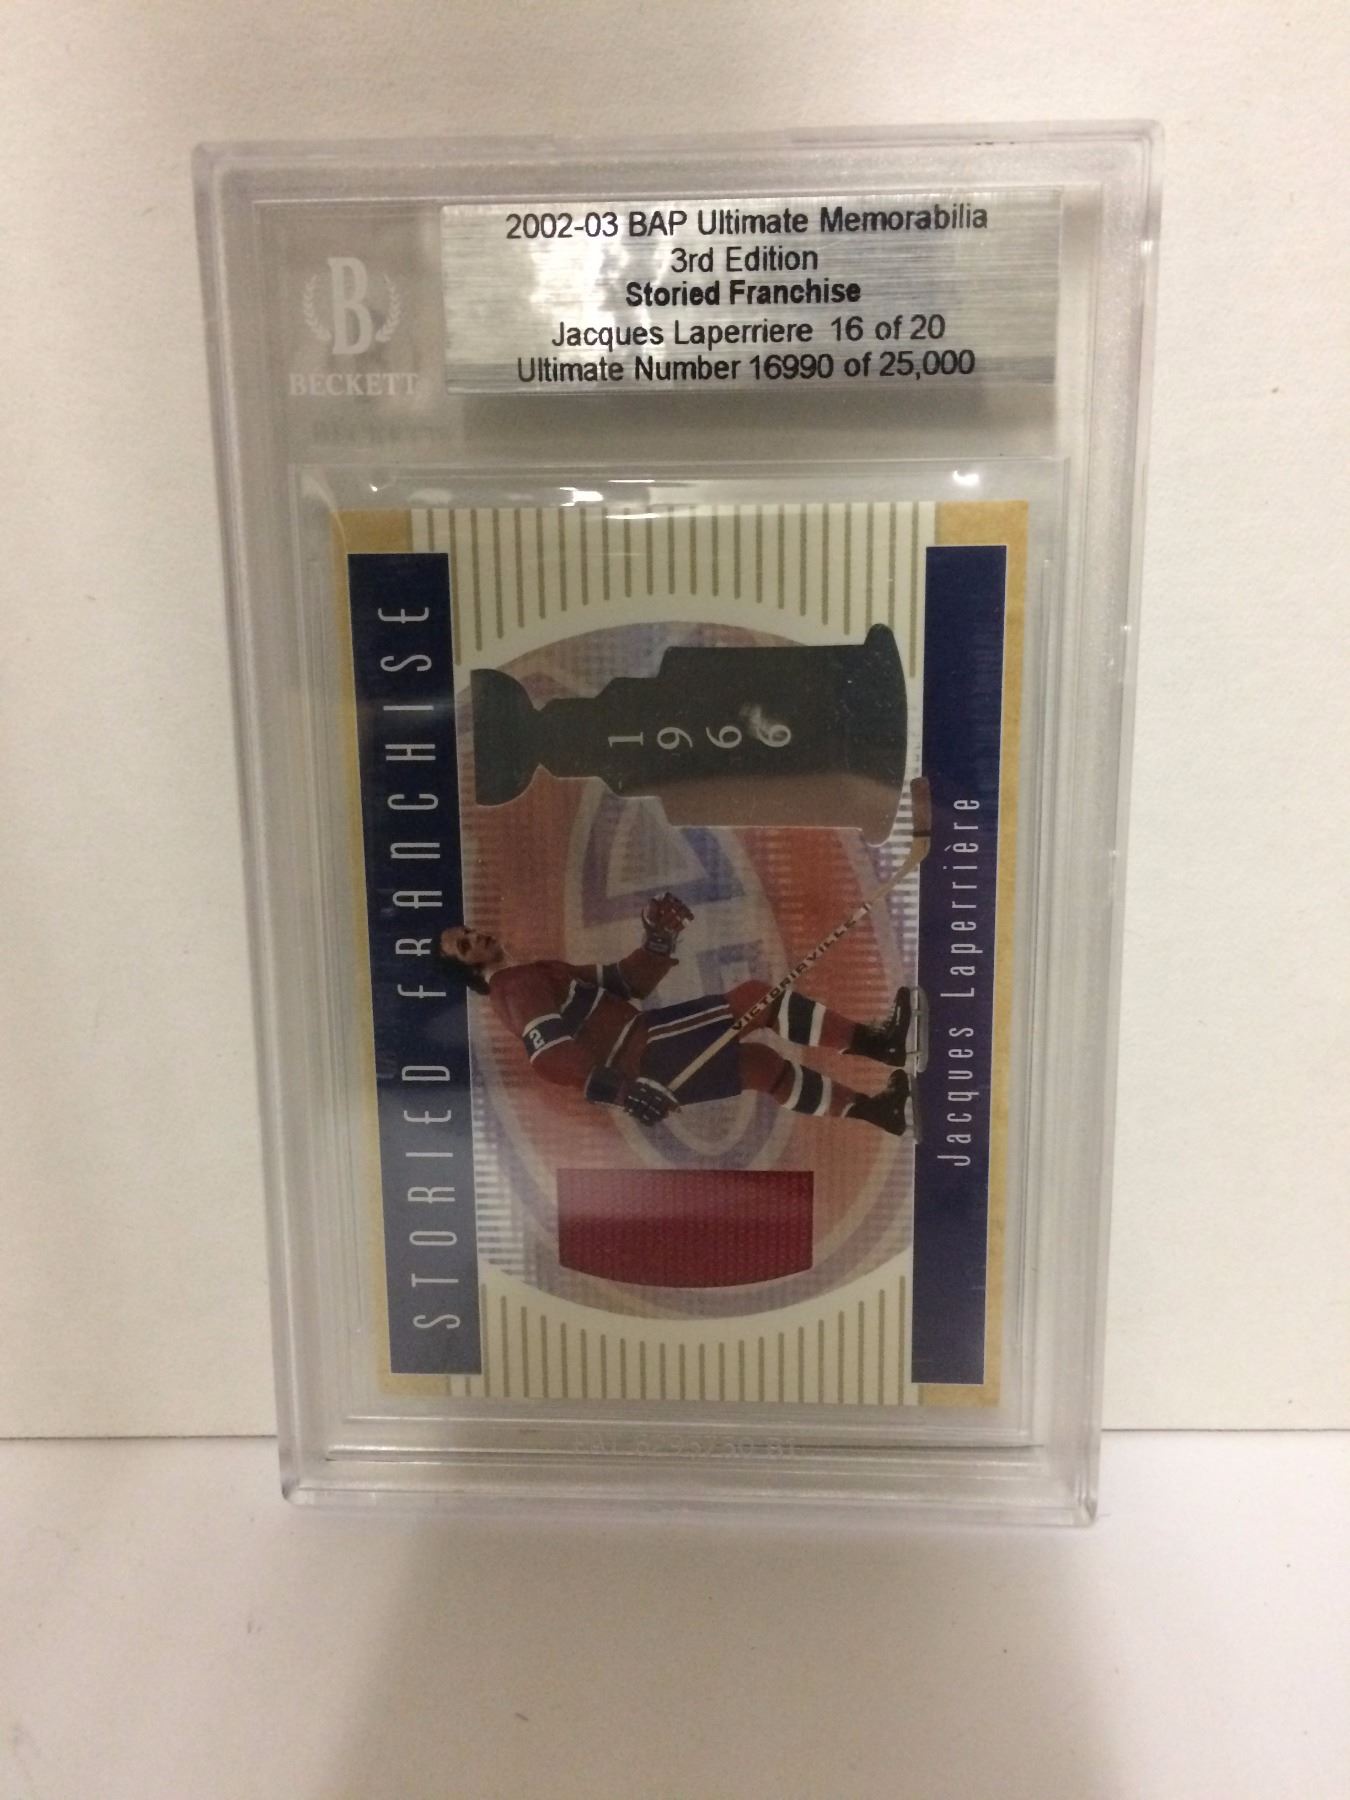 2002-03 BAP Ultimate Memorabilia
3rd Edition
Storied Franchise
Jacques Laperriere 16 of 20
Ultimate Number 16990 of 25,000
B
BECKETT
STORIED FRANCHISE
1966
2
VICTORIAVILLE
Jacques Laperrière